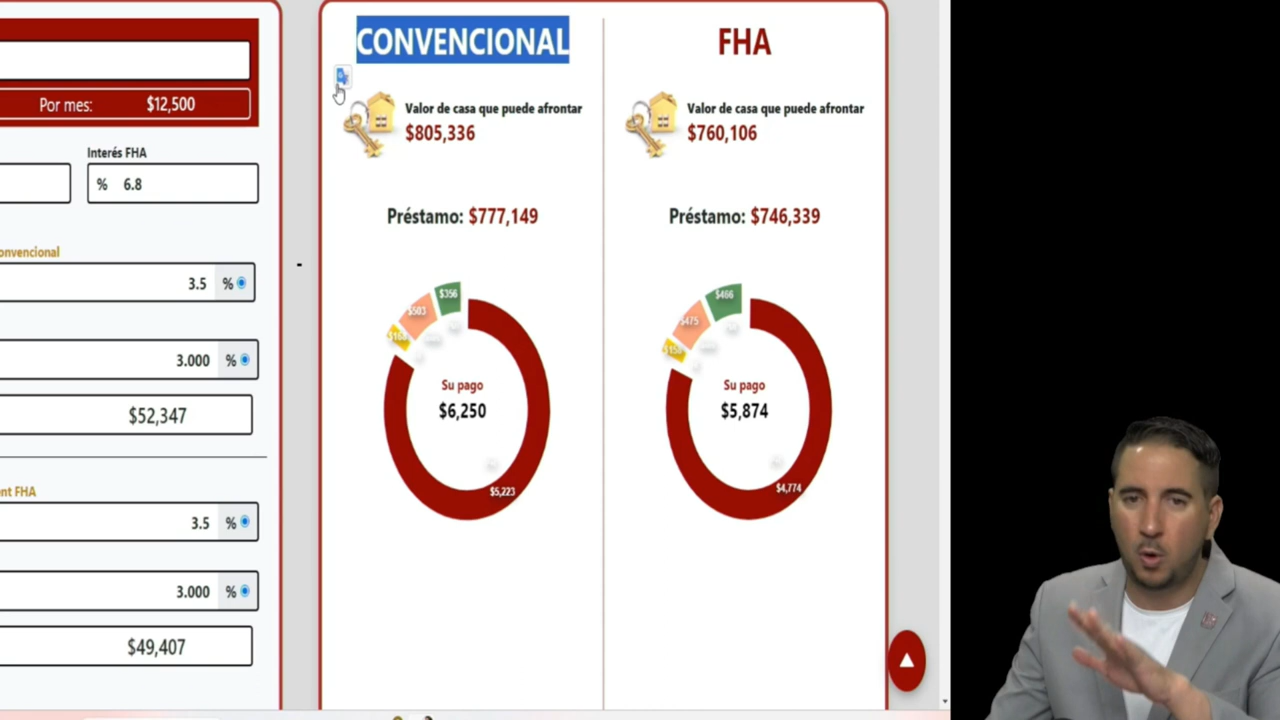 Por mes: $12,500
Interés FHA
% 6.8
onvencional
3.5 %
3.000 %
$52,347
nt FHA
3.5 %
3.000 %
$49,407
CONVENCIONAL
Valor de casa que puede afrontar
$805,336
Préstamo: $777,149
$356
$503
Su pago
$6,250
$5,223
FHA
Valor de casa que puede afrontar
$760,106
Préstamo: $746,339
$466
$475
Su pago
$5,874
$4,774